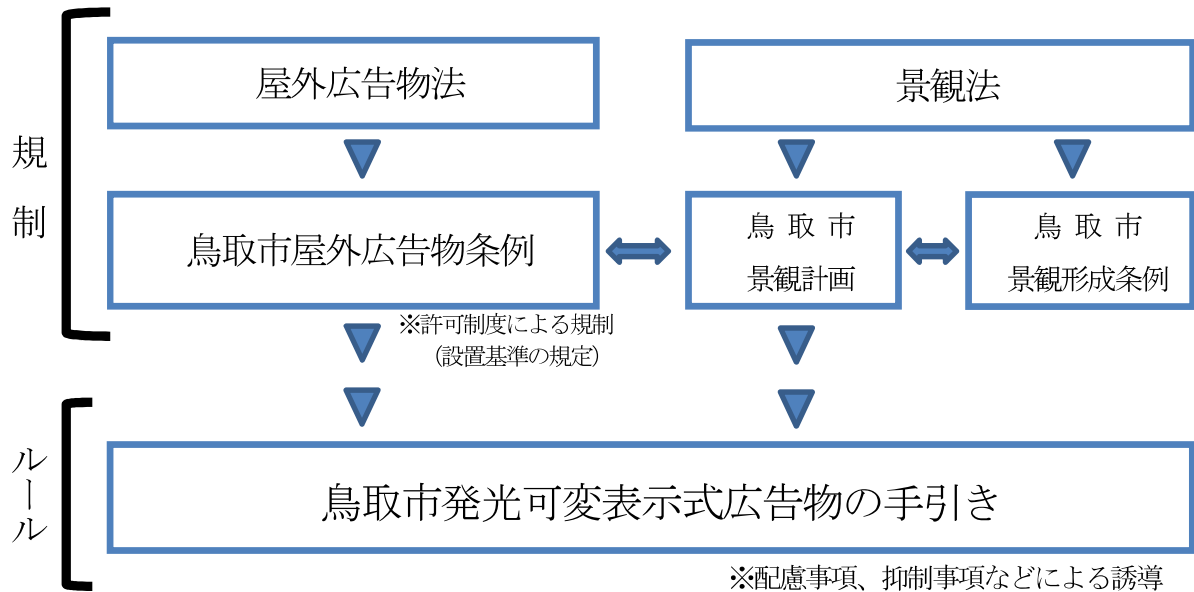 規制
屋外広告物法
景観法
鳥取市屋外広告物条例
鳥取市
景観計画
鳥取市
景観形成条例
※許可制度による規制
(設置基準の規定)
ルール
鳥取市発光可変表示式広告物の手引き
※配慮事項、抑制事項などによる誘導